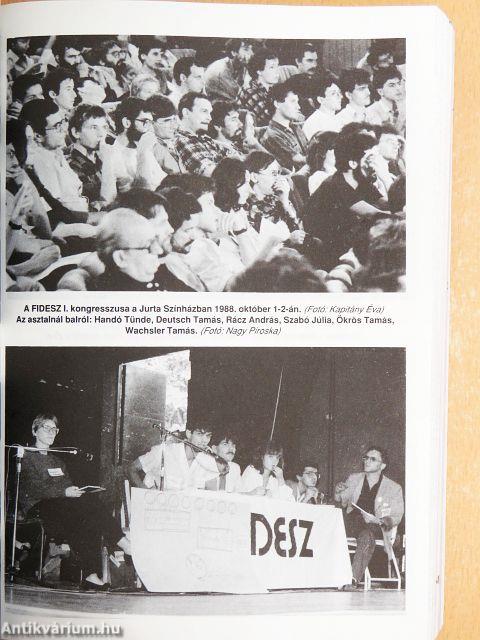 A FIDESZ I. kongresszusa a Jurta Színházban 1988. október 1-2-án. (Fotó: Kapitány Éva)
Az asztalnál balról: Handó Tünde, Deutsch Tamás, Rácz András, Szabó Júlia, Ökrös Tamás,
Wachsler Tamás. (Fotó: Nagy Piroska)
DESZ
Antikvárium.hu